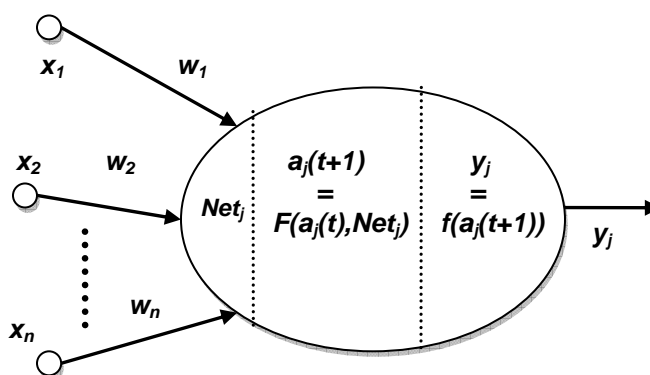 x1
w1
x2
w2
Netj
aj(t+1)
=
F(aj(t),Netj)
yj
=
f(aj(t+1))
yj
wn
xn